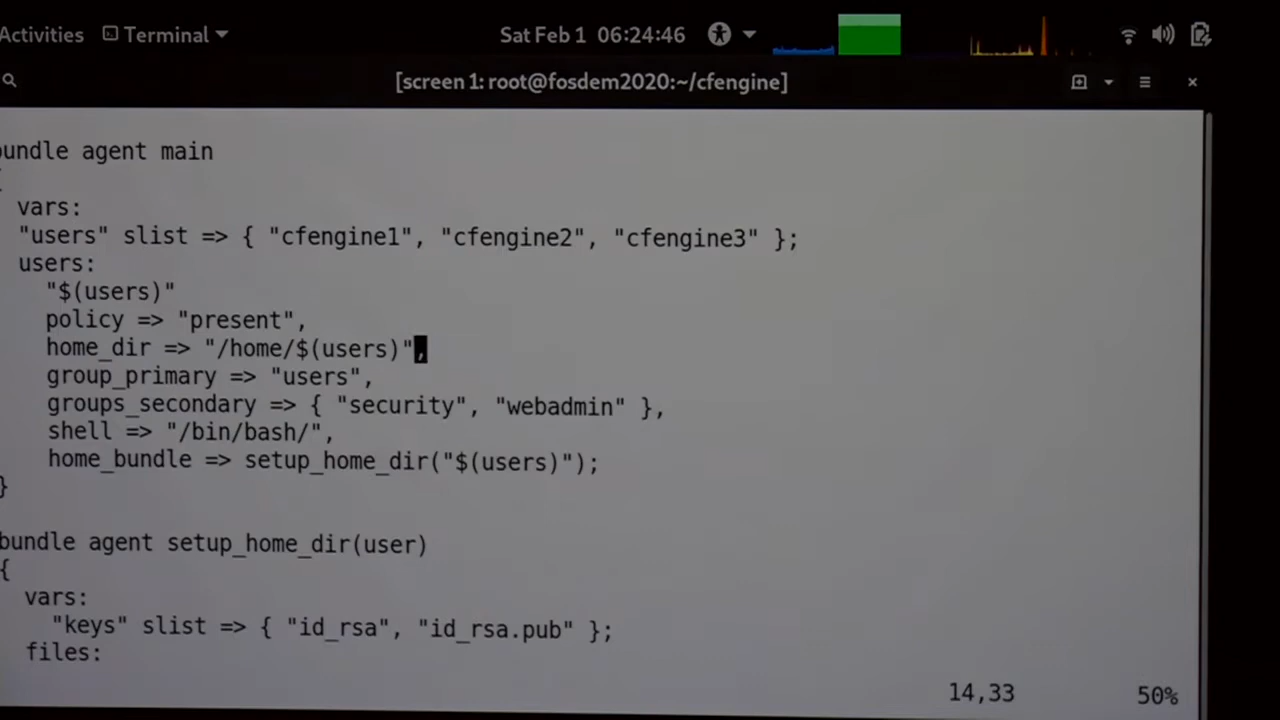 Activities Terminal Sat Feb 1 06:24:46
[screen 1: root@fosdem2020:~/cfengine]
bundle agent main
{
vars:
"users" slist => { "cfengine1", "cfengine2", "cfengine3" };
users:
"$(users)"
policy => "present",
home_dir => "/home/$(users)",
group_primary => "users",
groups_secondary => { "security", "webadmin" },
shell => "/bin/bash/",
home_bundle => setup_home_dir("$(users)");
}
bundle agent setup_home_dir(user)
{
vars:
"keys" slist => { "id_rsa", "id_rsa.pub" };
files:
14,33 50%